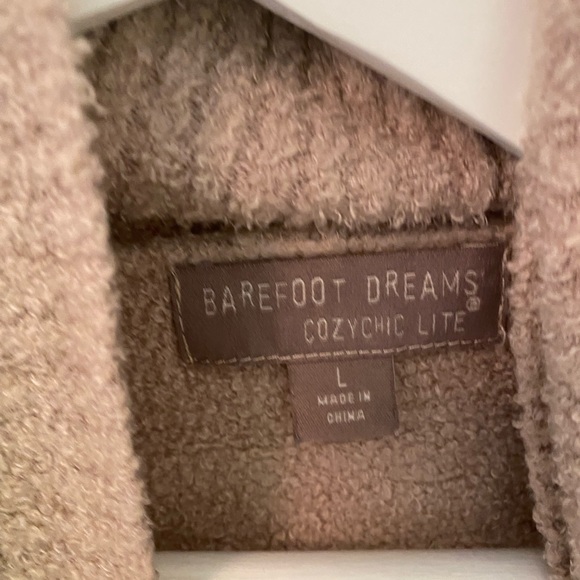 BAREFOOT DREAMS®
COZYCHIC LITE
L
MADE IN
CHINA